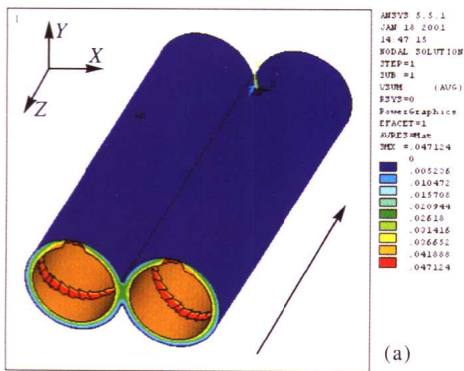 1
Y
X
Z
ANSYS 5.5.1
JAN 18 2001
14:47:15
NODAL SOLUTION
STEP=1
SUB =1
USUM (AVG)
RSYS=0
PowerGraphics
EFACET=1
AVRES=Mat
SMX =.047124
0
.005236
.010472
.015708
.020944
.02618
.031416
.036652
.041888
.047124
(a)